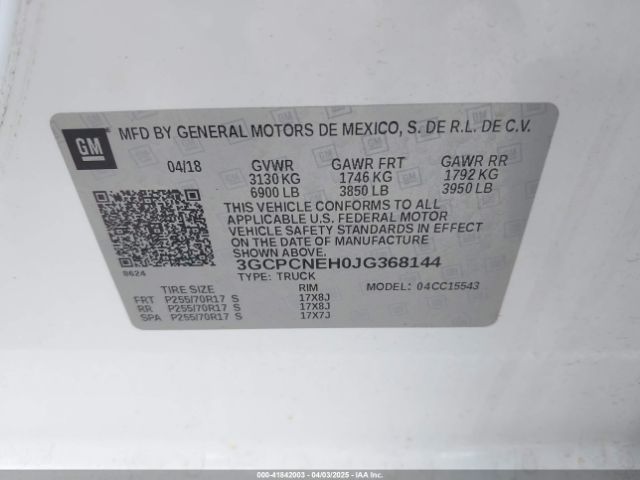 GM
MFD BY GENERAL MOTORS DE MEXICO, S. DE R.L. DE C.V.
04/18 GVWR GAWR FRT GAWR RR
3130 KG 1746 KG 1792 KG
6900 LB 3850 LB 3950 LB
THIS VEHICLE CONFORMS TO ALL
APPLICABLE U.S. FEDERAL MOTOR
VEHICLE SAFETY STANDARDS IN
EFFECT ON THE DATE OF MANUFACTURE
SHOWN ABOVE.
3GCPCNEH0JG368144
8624
TYPE: TRUCK
TIRE SIZE RIM MODEL: 04CC15543
FRT P255/70R17 S 17X8J
RR P255/70R17 S 17X8J
SPA P255/70R17 S 17X7J
000-41842003 - 04/03/2025 - IAA Inc.